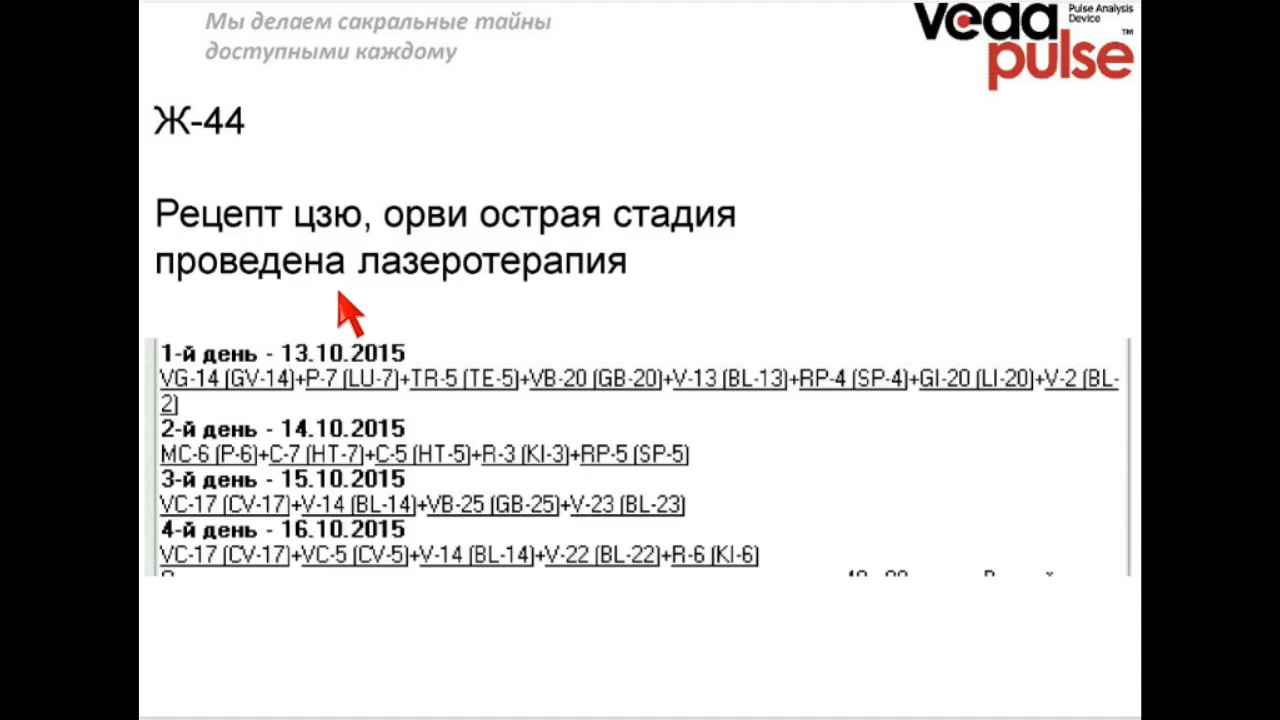 Мы делаем сакральные тайны
доступными каждому
veda
Pulse Analysis
Device
pulse™
Ж-44
Рецепт цзю, орви острая стадия
проведена лазеротерапия
1-й день - 13.10.2015
VG-14 (GV-14)+P-7 (LU-7)+TR-5 (TE-5)+VB-20 (GB-20)+V-13 (BL-13)+RP-4 (SP-4)+GI-20 (LI-20)+V-2 (BL-
2)
2-й день - 14.10.2015
MC-6 (P-6)+C-7 (HT-7)+C-5 (HT-5)+R-3 (KI-3)+RP-5 (SP-5)
3-й день - 15.10.2015
VC-17 (CV-17)+V-14 (BL-14)+VB-25 (GB-25)+V-23 (BL-23)
4-й день - 16.10.2015
VC-17 (CV-17)+VC-5 (CV-5)+V-14 (BL-14)+V-22 (BL-22)+R-6 (KI-6)